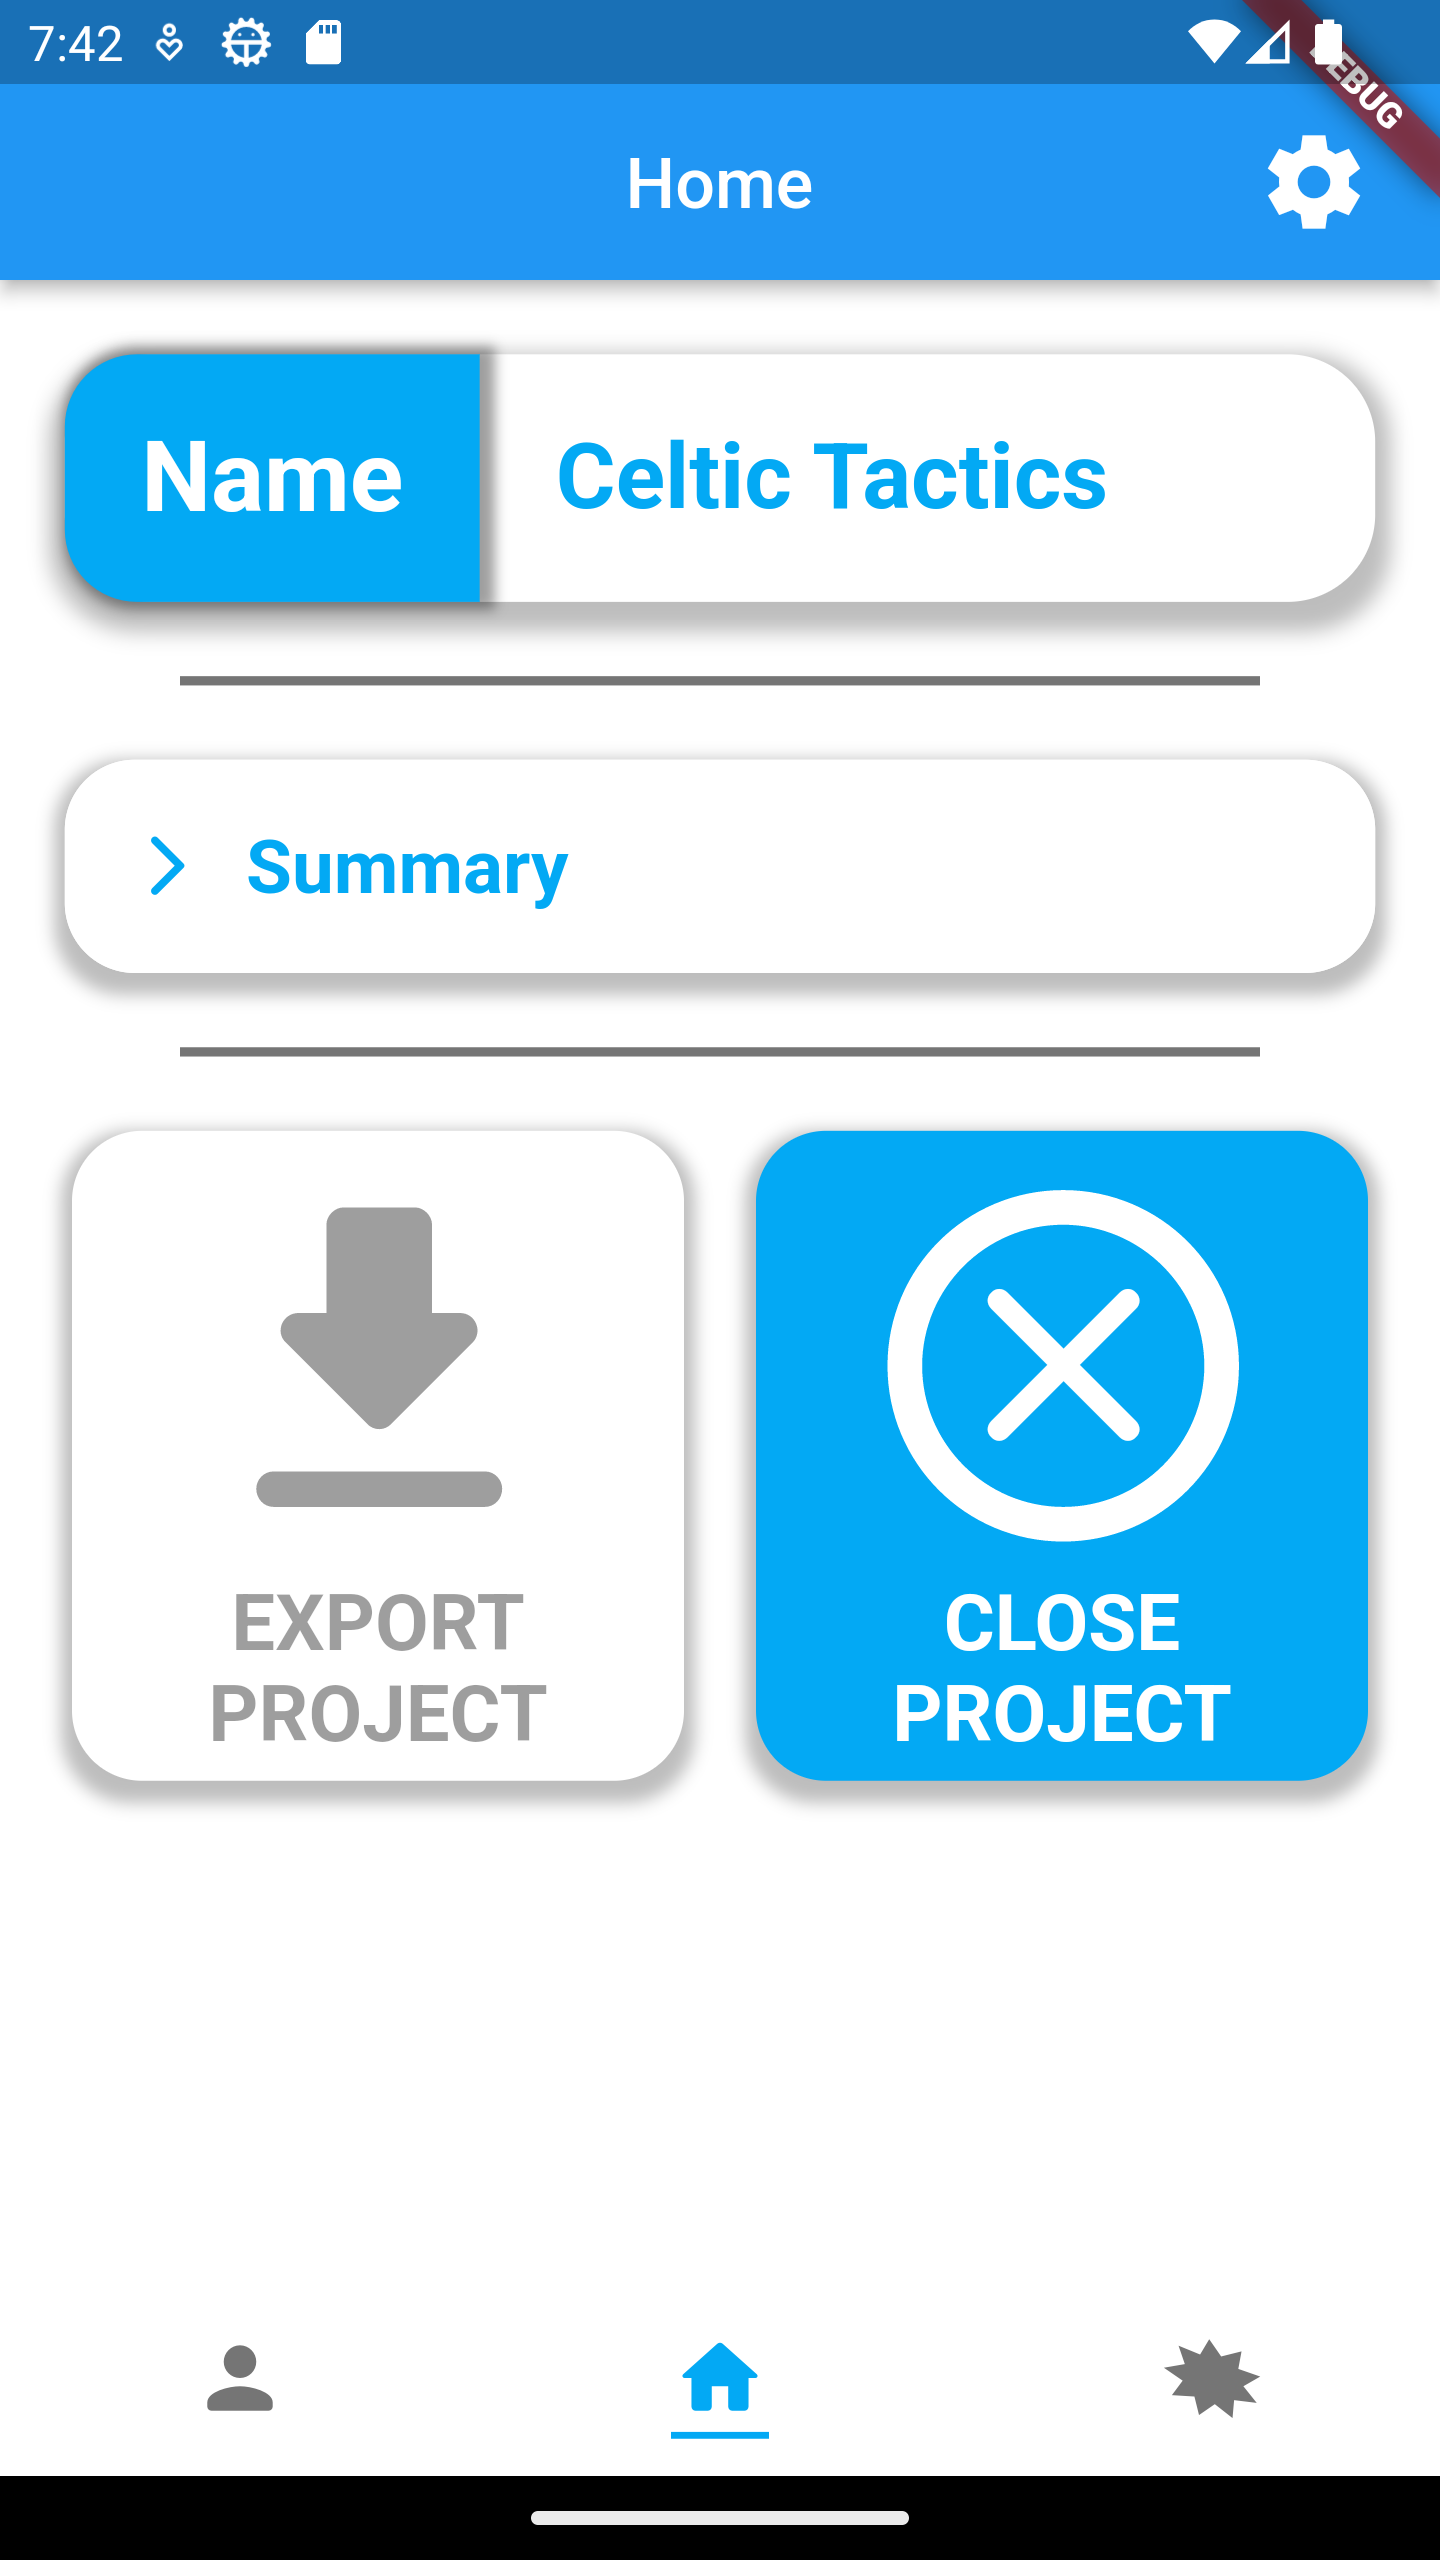 7:42
DEBUG
Home
Name
Celtic Tactics
Summary
EXPORT
PROJECT
CLOSE
PROJECT